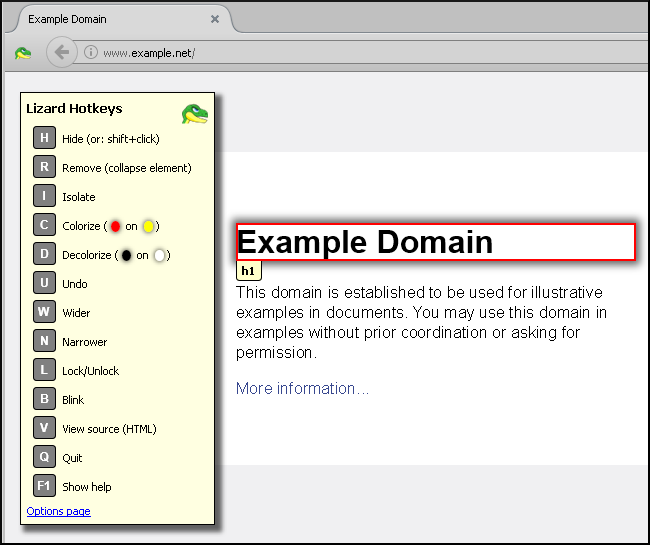 Example Domain
www.example.net/
Lizard Hotkeys
H Hide (or: shift+click)
R Remove (collapse element)
I Isolate
C Colorize ( on )
D Decolorize ( on )
U Undo
W Wider
N Narrower
L Lock/Unlock
B Blink
V View source (HTML)
Q Quit
F1 Show help
Options page
Example Domain
h1
This domain is established to be used for illustrative
examples in documents. You may use this domain in
examples without prior coordination or asking for
permission.
More information...